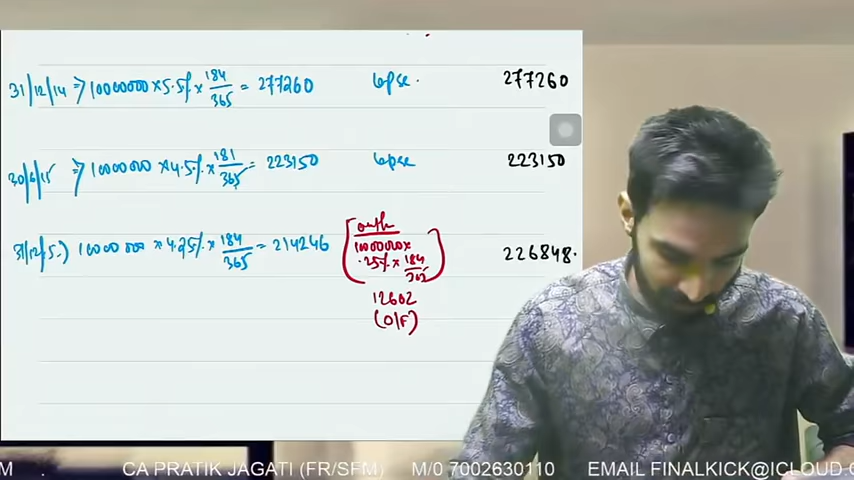 31/12/14 => 10000000 x 5.5% x 184/365 = 277260 lapse. 277260
30/6/15 => 10000000 x 4.5% x 181/365 = 223150 lapse 223150
31/12/15 10000000 x 4.25% x 184/365 = 214246 226848.
outfl
10000000 x
.25% x 184/365
12602
(O/F)
M . CA PRATIK JAGATI (FR/SFM) M/0 7002630110 EMAIL FINALKICK@ICLOUD.C